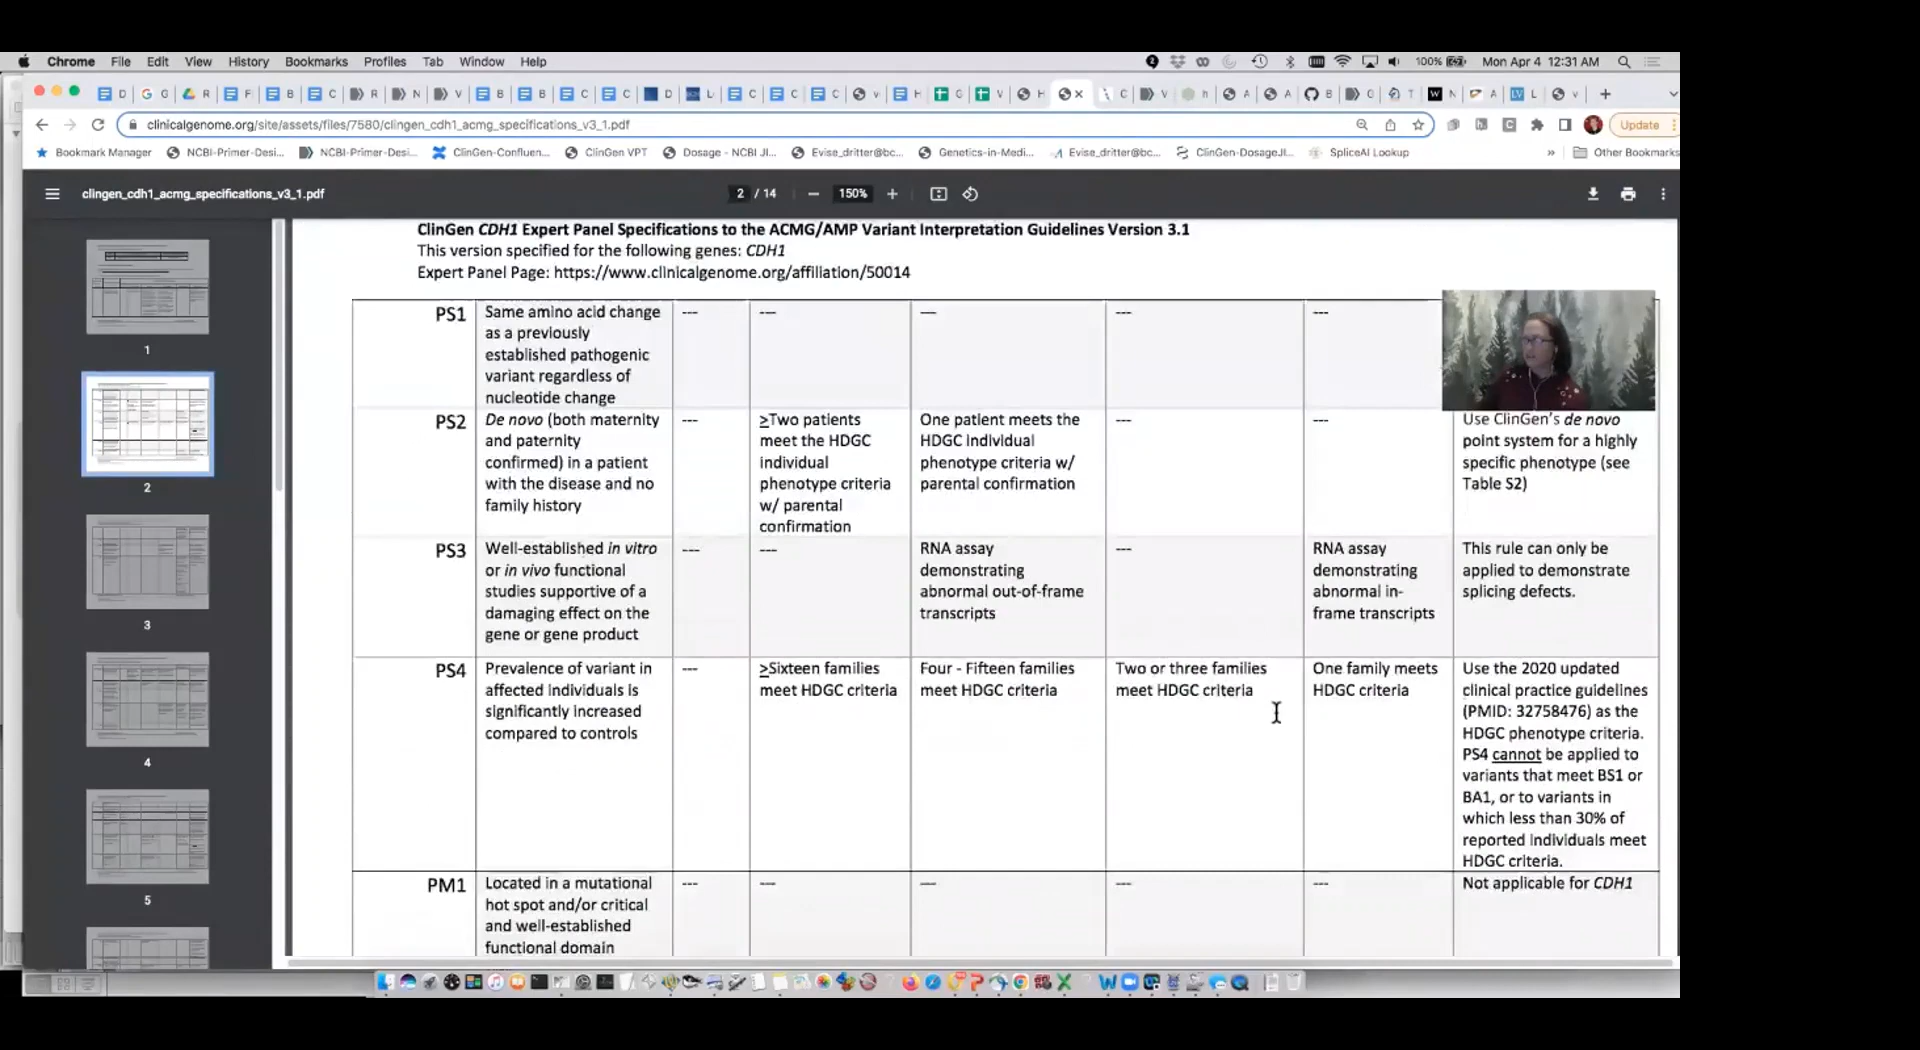 Chrome File Edit View History Bookmarks Profiles Tab Window Help 100% Mon Apr 4 12:31 AM
clinicalgenome.org/site/assets/files/7580/clingen_cdh1_acmg_specifications_v3_1.pdf Update
Bookmark Manager NCBI-Primer-Desi... NCBI-Primer-Desi... ClinGen-Confluen... ClinGen VPT Dosage - NCBI JI... Evise_dritter@bc... Genetics-in-Medi... Evise_dritter@bc... ClinGen-DosageJI... SpliceAI Lookup » Other Bookmarks
clingen_cdh1_acmg_specifications_v3_1.pdf 2 / 14 − 150% +
1
2
3
4
5
ClinGen CDH1 Expert Panel Specifications to the ACMG/AMP Variant Interpretation Guidelines Version 3.1
This version specified for the following genes: CDH1
Expert Panel Page: https://www.clinicalgenome.org/affiliation/50014
PS1
Same amino acid change
as a previously
established pathogenic
variant regardless of
nucleotide change
---
---
---
---
---
PS2
De novo (both maternity
and paternity
confirmed) in a patient
with the disease and no
family history
---
>Two patients
meet the HDGC
individual
phenotype criteria
w/ parental
confirmation
One patient meets the
HDGC individual
phenotype criteria w/
parental confirmation
---
---
Use ClinGen's de novo
point system for a highly
specific phenotype (see
Table S2)
PS3
Well-established in vitro
or in vivo functional
studies supportive of a
damaging effect on the
gene or gene product
---
---
RNA assay
demonstrating
abnormal out-of-frame
transcripts
---
RNA assay
demonstrating
abnormal in-
frame transcripts
This rule can only be
applied to demonstrate
splicing defects.
PS4
Prevalence of variant in
affected individuals is
significantly increased
compared to controls
---
>Sixteen families
meet HDGC criteria
Four - Fifteen families
meet HDGC criteria
Two or three families
meet HDGC criteria
One family meets
HDGC criteria
Use the 2020 updated
clinical practice guidelines
(PMID: 32758476) as the
HDGC phenotype criteria.
PS4 cannot be applied to
variants that meet BS1 or
BA1, or to variants in
which less than 30% of
reported individuals meet
HDGC criteria.
PM1
Located in a mutational
hot spot and/or critical
and well-established
functional domain
---
---
---
---
---
Not applicable for CDH1